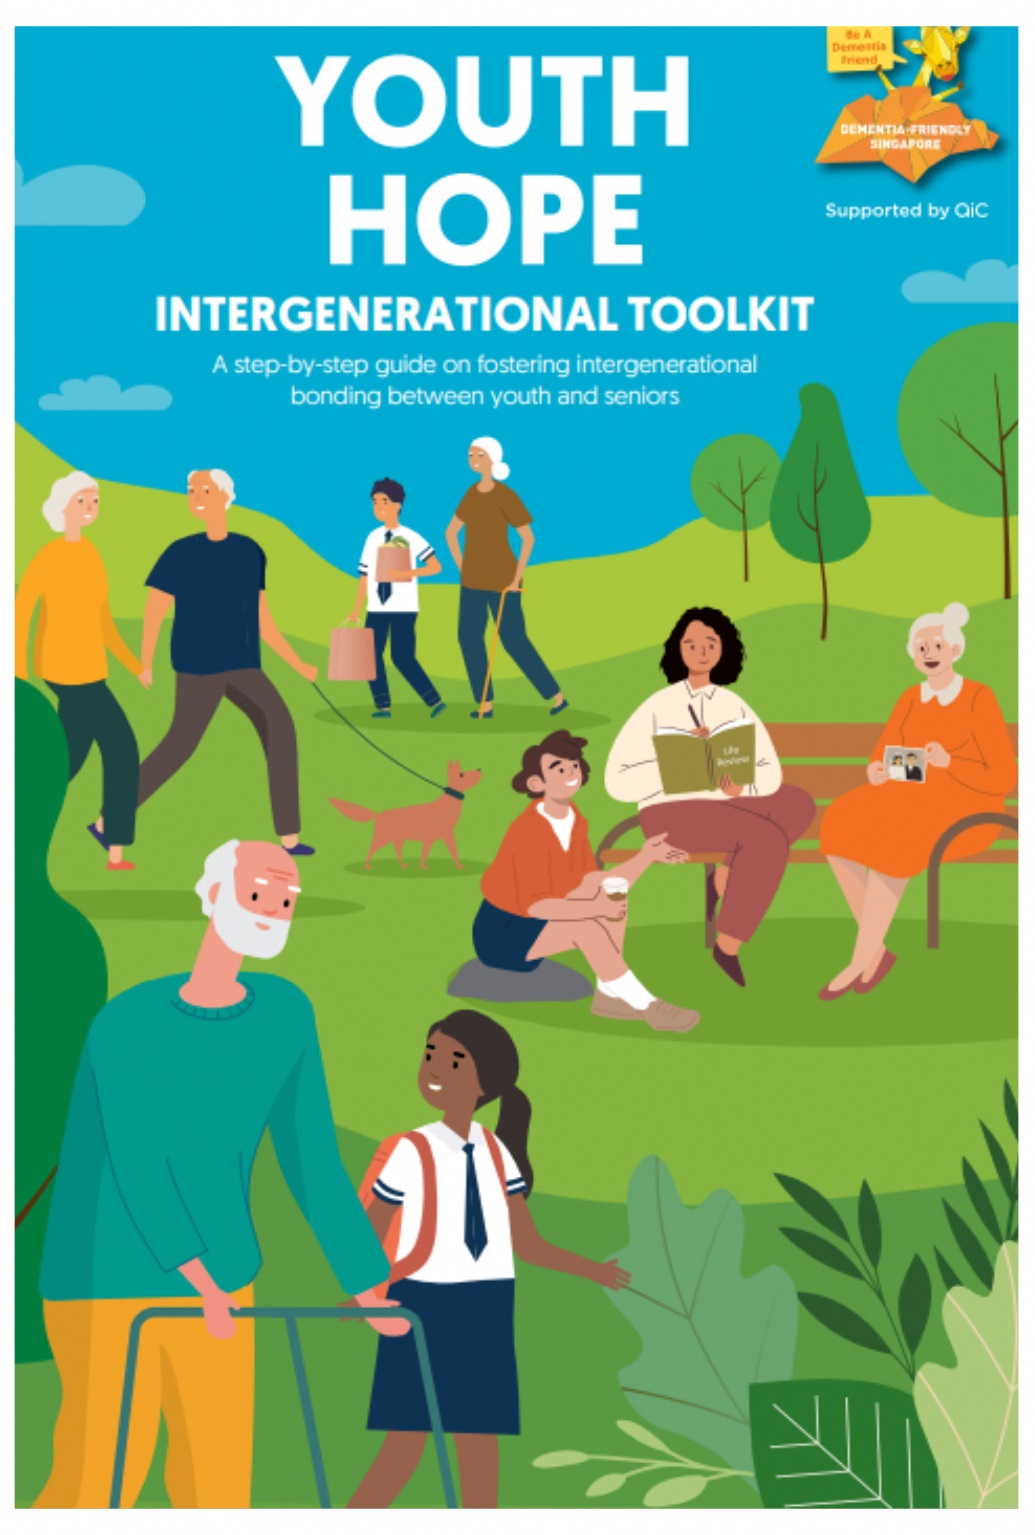 YOUTH
HOPE
INTERGENERATIONAL TOOLKIT
A step-by-step guide on fostering intergenerational
bonding between youth and seniors
Be A
Dementia
Friend
DEMENTIA-FRIENDLY
SINGAPORE
Supported by QiC
Life
Review